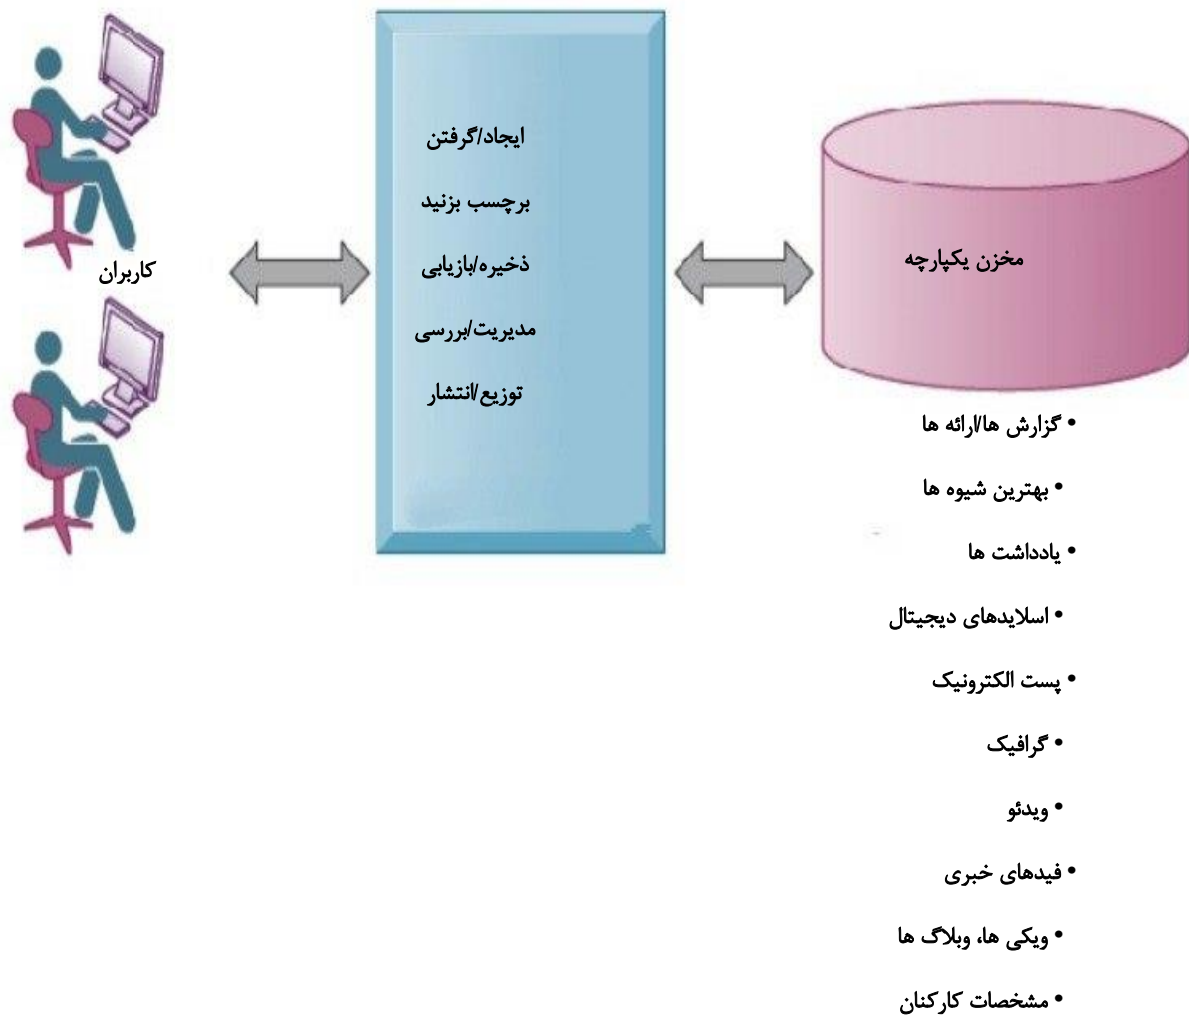 کاربران
ایجاد/گرفتن
برچسب بزنید
ذخیره/بازیابی
مدیریت/بررسی
توزیع/انتشار
مخزن یکپارچه
• گزارش ها/ارائه ها
• بهترین شیوه ها
• یادداشت ها
• اسلایدهای دیجیتال
• پست الکترونیک
• گرافیک
• ویدئو
• فیدهای خبری
• ویکی ها، وبلاگ ها
• مشخصات کارکنان